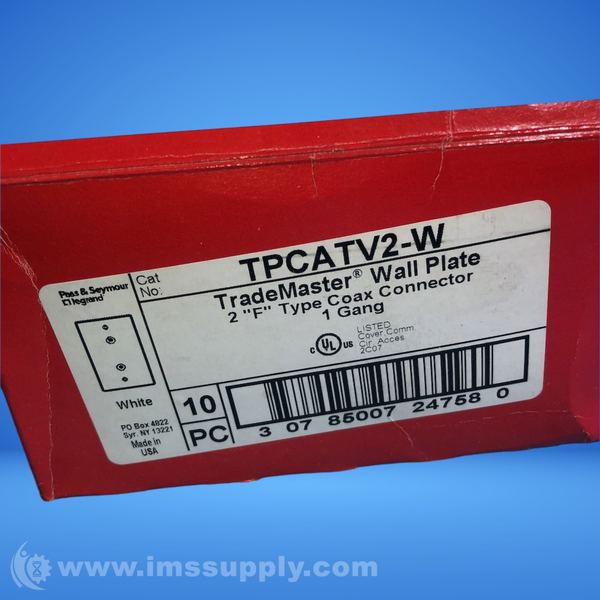 Pass & Seymour
legrand
Cat
No:
TPCATV2-W
TradeMaster® Wall Plate
2 "F" Type Coax Connector
1 Gang
c UL US
LISTED
Cover Comm.
Cir. Acces
2C07
White
PO Box 4822
Syr. NY 13221
Made in
USA
10
PC
3 07 85007 24758 0
www.imssupply.com